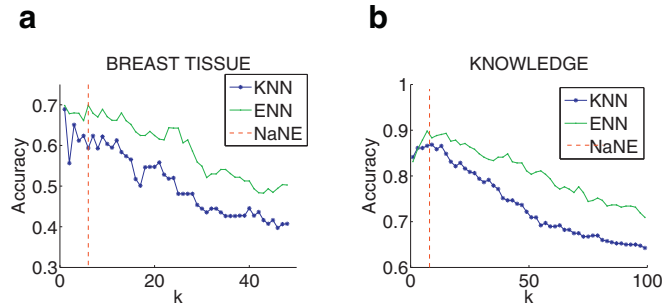 a
BREAST TISSUE
KNN
ENN
NaNE
Accuracy
0.7
0.6
0.5
0.4
0.3
0
20
40
k
b
KNOWLEDGE
KNN
ENN
NaNE
Accuracy
1
0.9
0.8
0.7
0.6
0
50
100
k